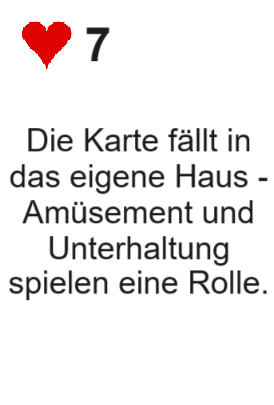 7
Die Karte fällt in
das eigene Haus -
Amüsement und
Unterhaltung
spielen eine Rolle.